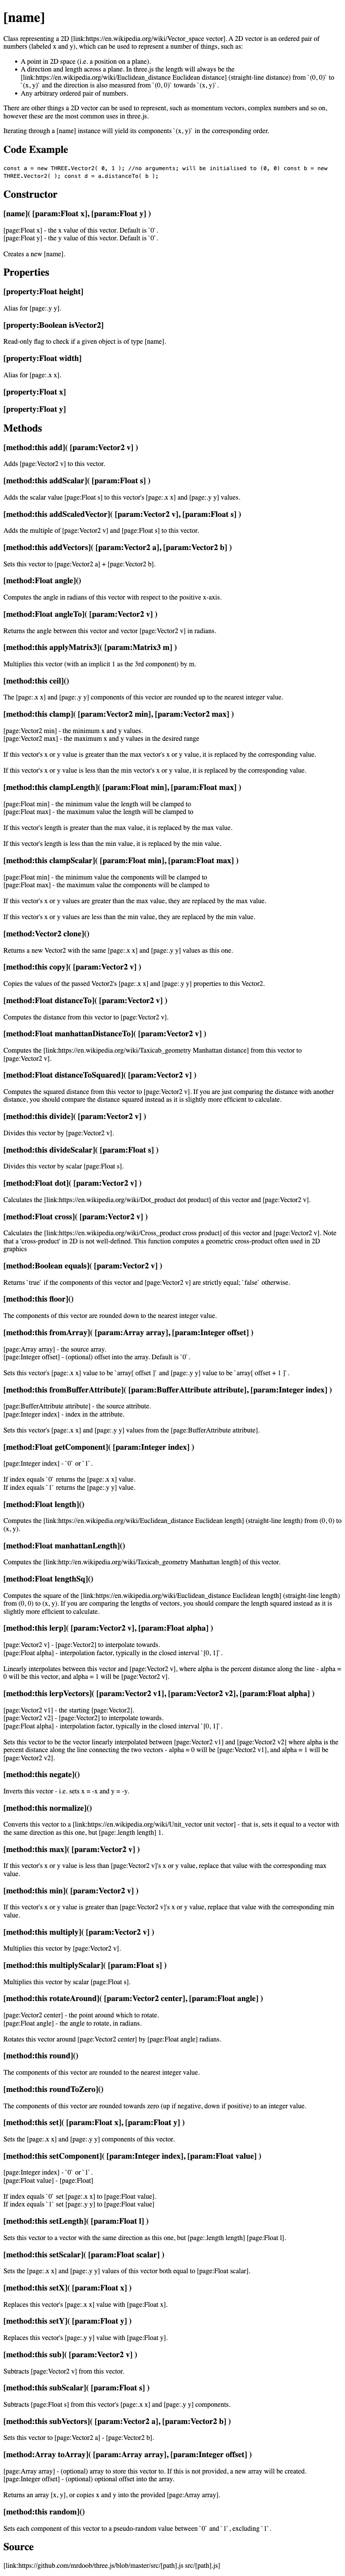 [name]
Class representing a 2D [link:https://en.wikipedia.org/wiki/Vector_space vector]. A 2D vector is an ordered pair of
numbers (labeled x and y), which can be used to represent a number of things, such as:
A point in 2D space (i.e. a position on a plane).
A direction and length across a plane. In three.js the length will always be the
[link:https://en.wikipedia.org/wiki/Euclidean_distance Euclidean distance] (straight-line distance) from `(0, 0)` to
`(x, y)` and the direction is also measured from `(0, 0)` towards `(x, y)`.
Any arbitrary ordered pair of numbers.
There are other things a 2D vector can be used to represent, such as momentum vectors, complex numbers and so on,
however these are the most common uses in three.js.
Iterating through a [name] instance will yield its components `(x, y)` in the corresponding order.
Code Example
const a = new THREE.Vector2( 0, 1 ); //no arguments; will be initialised to (0, 0) const b = new
THREE.Vector2( ); const d = a.distanceTo( b );
Constructor
[name]( [param:Float x], [param:Float y] )
[page:Float x] - the x value of this vector. Default is `0`.
[page:Float y] - the y value of this vector. Default is `0`.
Creates a new [name].
Properties
[property:Float height]
Alias for [page:.y y].
[property:Boolean isVector2]
Read-only flag to check if a given object is of type [name].
[property:Float width]
Alias for [page:.x x].
[property:Float x]
[property:Float y]
Methods
[method:this add]( [param:Vector2 v] )
Adds [page:Vector2 v] to this vector.
[method:this addScalar]( [param:Float s] )
Adds the scalar value [page:Float s] to this vector's [page:.x x] and [page:.y y] values.
[method:this addScaledVector]( [param:Vector2 v], [param:Float s] )
Adds the multiple of [page:Vector2 v] and [page:Float s] to this vector.
[method:this addVectors]( [param:Vector2 a], [param:Vector2 b] )
Sets this vector to [page:Vector2 a] + [page:Vector2 b].
[method:Float angle]()
Computes the angle in radians of this vector with respect to the positive x-axis.
[method:Float angleTo]( [param:Vector2 v] )
Returns the angle between this vector and vector [page:Vector2 v] in radians.
[method:this applyMatrix3]( [param:Matrix3 m] )
Multiplies this vector (with an implicit 1 as the 3rd component) by m.
[method:this ceil]()
The [page:.x x] and [page:.y y] components of this vector are rounded up to the nearest integer value.
[method:this clamp]( [param:Vector2 min], [param:Vector2 max] )
[page:Vector2 min] - the minimum x and y values.
[page:Vector2 max] - the maximum x and y values in the desired range
If this vector's x or y value is greater than the max vector's x or y value, it is replaced by the corresponding value.
If this vector's x or y value is less than the min vector's x or y value, it is replaced by the corresponding value.
[method:this clampLength]( [param:Float min], [param:Float max] )
[page:Float min] - the minimum value the length will be clamped to
[page:Float max] - the maximum value the length will be clamped to
If this vector's length is greater than the max value, it is replaced by the max value.
If this vector's length is less than the min value, it is replaced by the min value.
[method:this clampScalar]( [param:Float min], [param:Float max] )
[page:Float min] - the minimum value the components will be clamped to
[page:Float max] - the maximum value the components will be clamped to
If this vector's x or y values are greater than the max value, they are replaced by the max value.
If this vector's x or y values are less than the min value, they are replaced by the min value.
[method:Vector2 clone]()
Returns a new Vector2 with the same [page:.x x] and [page:.y y] values as this one.
[method:this copy]( [param:Vector2 v] )
Copies the values of the passed Vector2's [page:.x x] and [page:.y y] properties to this Vector2.
[method:Float distanceTo]( [param:Vector2 v] )
Computes the distance from this vector to [page:Vector2 v].
[method:Float manhattanDistanceTo]( [param:Vector2 v] )
Computes the [link:https://en.wikipedia.org/wiki/Taxicab_geometry Manhattan distance] from this vector to
[page:Vector2 v].
[method:Float distanceToSquared]( [param:Vector2 v] )
Computes the squared distance from this vector to [page:Vector2 v]. If you are just comparing the distance with another
distance, you should compare the distance squared instead as it is slightly more efficient to calculate.
[method:this divide]( [param:Vector2 v] )
Divides this vector by [page:Vector2 v].
[method:this divideScalar]( [param:Float s] )
Divides this vector by scalar [page:Float s].
[method:Float dot]( [param:Vector2 v] )
Calculates the [link:https://en.wikipedia.org/wiki/Dot_product dot product] of this vector and [page:Vector2 v].
[method:Float cross]( [param:Vector2 v] )
Calculates the [link:https://en.wikipedia.org/wiki/Cross_product cross product] of this vector and [page:Vector2 v]. Note
that a 'cross-product' in 2D is not well-defined. This function computes a geometric cross-product often used in 2D
graphics
[method:Boolean equals]( [param:Vector2 v] )
Returns `true` if the components of this vector and [page:Vector2 v] are strictly equal; `false` otherwise.
[method:this floor]()
The components of this vector are rounded down to the nearest integer value.
[method:this fromArray]( [param:Array array], [param:Integer offset] )
[page:Array array] - the source array.
[page:Integer offset] - (optional) offset into the array. Default is `0`.
Sets this vector's [page:.x x] value to be `array[ offset ]` and [page:.y y] value to be `array[ offset + 1 ]`.
[method:this fromBufferAttribute]( [param:BufferAttribute attribute], [param:Integer index] )
[page:BufferAttribute attribute] - the source attribute.
[page:Integer index] - index in the attribute.
Sets this vector's [page:.x x] and [page:.y y] values from the [page:BufferAttribute attribute].
[method:Float getComponent]( [param:Integer index] )
[page:Integer index] - `0` or `1`.
If index equals `0` returns the [page:.x x] value.
If index equals `1` returns the [page:.y y] value.
[method:Float length]()
Computes the [link:https://en.wikipedia.org/wiki/Euclidean_distance Euclidean length] (straight-line length) from (0, 0) to
(x, y).
[method:Float manhattanLength]()
Computes the [link:http://en.wikipedia.org/wiki/Taxicab_geometry Manhattan length] of this vector.
[method:Float lengthSq]()
Computes the square of the [link:https://en.wikipedia.org/wiki/Euclidean_distance Euclidean length] (straight-line length)
from (0, 0) to (x, y). If you are comparing the lengths of vectors, you should compare the length squared instead as it is
slightly more efficient to calculate.
[method:this lerp]( [param:Vector2 v], [param:Float alpha] )
[page:Vector2 v] - [page:Vector2] to interpolate towards.
[page:Float alpha] - interpolation factor, typically in the closed interval `[0, 1]`.
Linearly interpolates between this vector and [page:Vector2 v], where alpha is the percent distance along the line - alpha =
0 will be this vector, and alpha = 1 will be [page:Vector2 v].
[method:this lerpVectors]( [param:Vector2 v1], [param:Vector2 v2], [param:Float alpha] )
[page:Vector2 v1] - the starting [page:Vector2].
[page:Vector2 v2] - [page:Vector2] to interpolate towards.
[page:Float alpha] - interpolation factor, typically in the closed interval `[0, 1]`.
Sets this vector to be the vector linearly interpolated between [page:Vector2 v1] and [page:Vector2 v2] where alpha is the
percent distance along the line connecting the two vectors - alpha = 0 will be [page:Vector2 v1], and alpha = 1 will be
[page:Vector2 v2].
[method:this negate]()
Inverts this vector - i.e. sets x = -x and y = -y.
[method:this normalize]()
Converts this vector to a [link:https://en.wikipedia.org/wiki/Unit_vector unit vector] - that is, sets it equal to a vector with
the same direction as this one, but [page:.length length] 1.
[method:this max]( [param:Vector2 v] )
If this vector's x or y value is less than [page:Vector2 v]'s x or y value, replace that value with the corresponding max
value.
[method:this min]( [param:Vector2 v] )
If this vector's x or y value is greater than [page:Vector2 v]'s x or y value, replace that value with the corresponding min
value.
[method:this multiply]( [param:Vector2 v] )
Multiplies this vector by [page:Vector2 v].
[method:this multiplyScalar]( [param:Float s] )
Multiplies this vector by scalar [page:Float s].
[method:this rotateAround]( [param:Vector2 center], [param:Float angle] )
[page:Vector2 center] - the point around which to rotate.
[page:Float angle] - the angle to rotate, in radians.
Rotates this vector around [page:Vector2 center] by [page:Float angle] radians.
[method:this round]()
The components of this vector are rounded to the nearest integer value.
[method:this roundToZero]()
The components of this vector are rounded towards zero (up if negative, down if positive) to an integer value.
[method:this set]( [param:Float x], [param:Float y] )
Sets the [page:.x x] and [page:.y y] components of this vector.
[method:this setComponent]( [param:Integer index], [param:Float value] )
[page:Integer index] - `0` or `1`.
[page:Float value] - [page:Float]
If index equals `0` set [page:.x x] to [page:Float value].
If index equals `1` set [page:.y y] to [page:Float value]
[method:this setLength]( [param:Float l] )
Sets this vector to a vector with the same direction as this one, but [page:.length length] [page:Float l].
[method:this setScalar]( [param:Float scalar] )
Sets the [page:.x x] and [page:.y y] values of this vector both equal to [page:Float scalar].
[method:this setX]( [param:Float x] )
Replaces this vector's [page:.x x] value with [page:Float x].
[method:this setY]( [param:Float y] )
Replaces this vector's [page:.y y] value with [page:Float y].
[method:this sub]( [param:Vector2 v] )
Subtracts [page:Vector2 v] from this vector.
[method:this subScalar]( [param:Float s] )
Subtracts [page:Float s] from this vector's [page:.x x] and [page:.y y] components.
[method:this subVectors]( [param:Vector2 a], [param:Vector2 b] )
Sets this vector to [page:Vector2 a] - [page:Vector2 b].
[method:Array toArray]( [param:Array array], [param:Integer offset] )
[page:Array array] - (optional) array to store this vector to. If this is not provided, a new array will be created.
[page:Integer offset] - (optional) optional offset into the array.
Returns an array [x, y], or copies x and y into the provided [page:Array array].
[method:this random]()
Sets each component of this vector to a pseudo-random value between `0` and `1`, excluding `1`.
Source
[link:https://github.com/mrdoob/three.js/blob/master/src/[path].js src/[path].js]